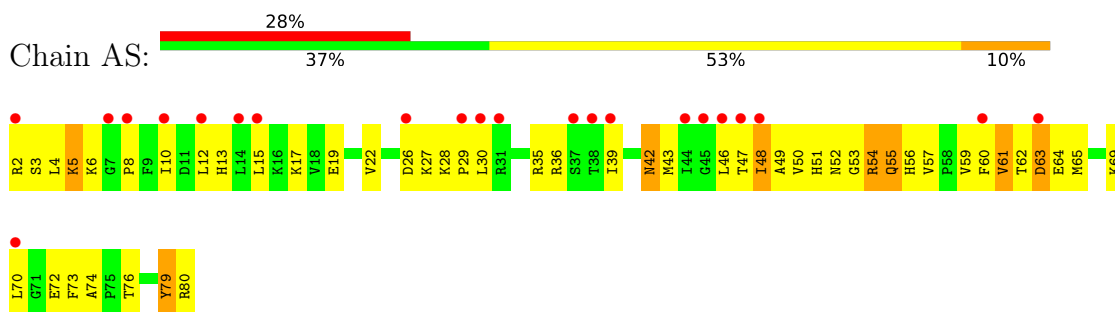 28%
Chain AS:
37% 53% 10%
R2 S3 L4 K5 K6 G7 P8 F9 I10 D11 L12 H13 L14 L15 K16 K17 V18 E19 V22 D26 K27 K28 P29 L30 R31 R35 R36 S37 T38 I39 N42 M43 I44 G45 L46 T47 I48 A49 V50 H51 N52 G53 R54 Q55 H56 V57 P58 V59 F60 V61 T62 D63 E64 M65 K69
L70 G71 E72 F73 A74 P75 T76 Y79 R80